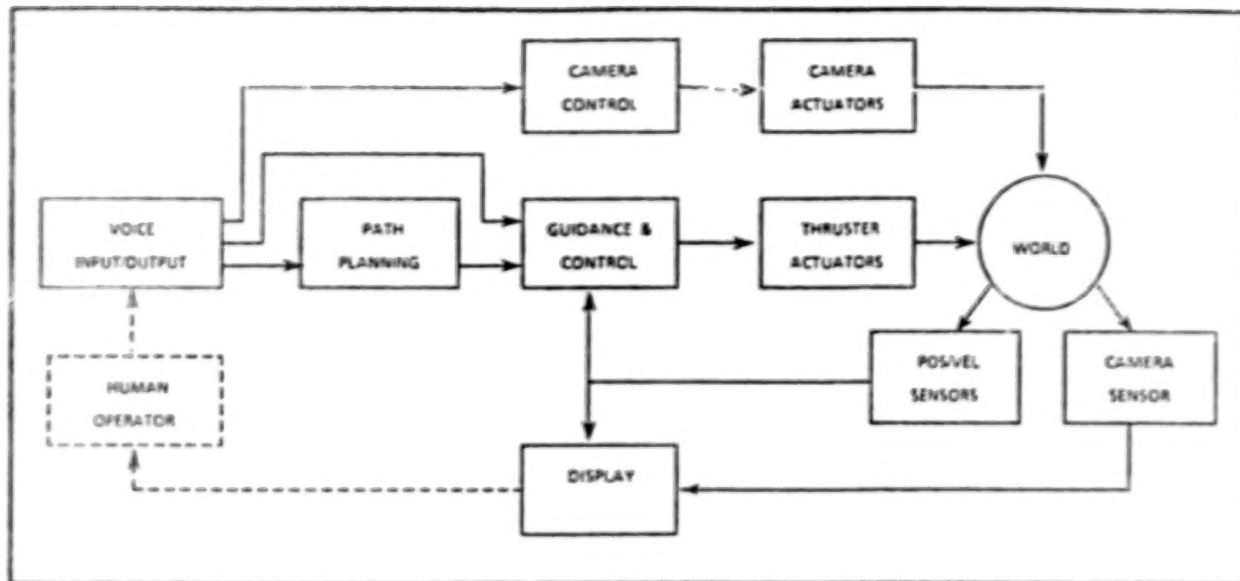 CAMERA
CONTROL
CAMERA
ACTUATORS
VOICE
INPUT/OUTPUT
PATH
PLANNING
GUIDANCE &
CONTROL
THRUSTER
ACTUATORS
WORLD
HUMAN
OPERATOR
POS/VEL
SENSORS
CAMERA
SENSOR
DISPLAY